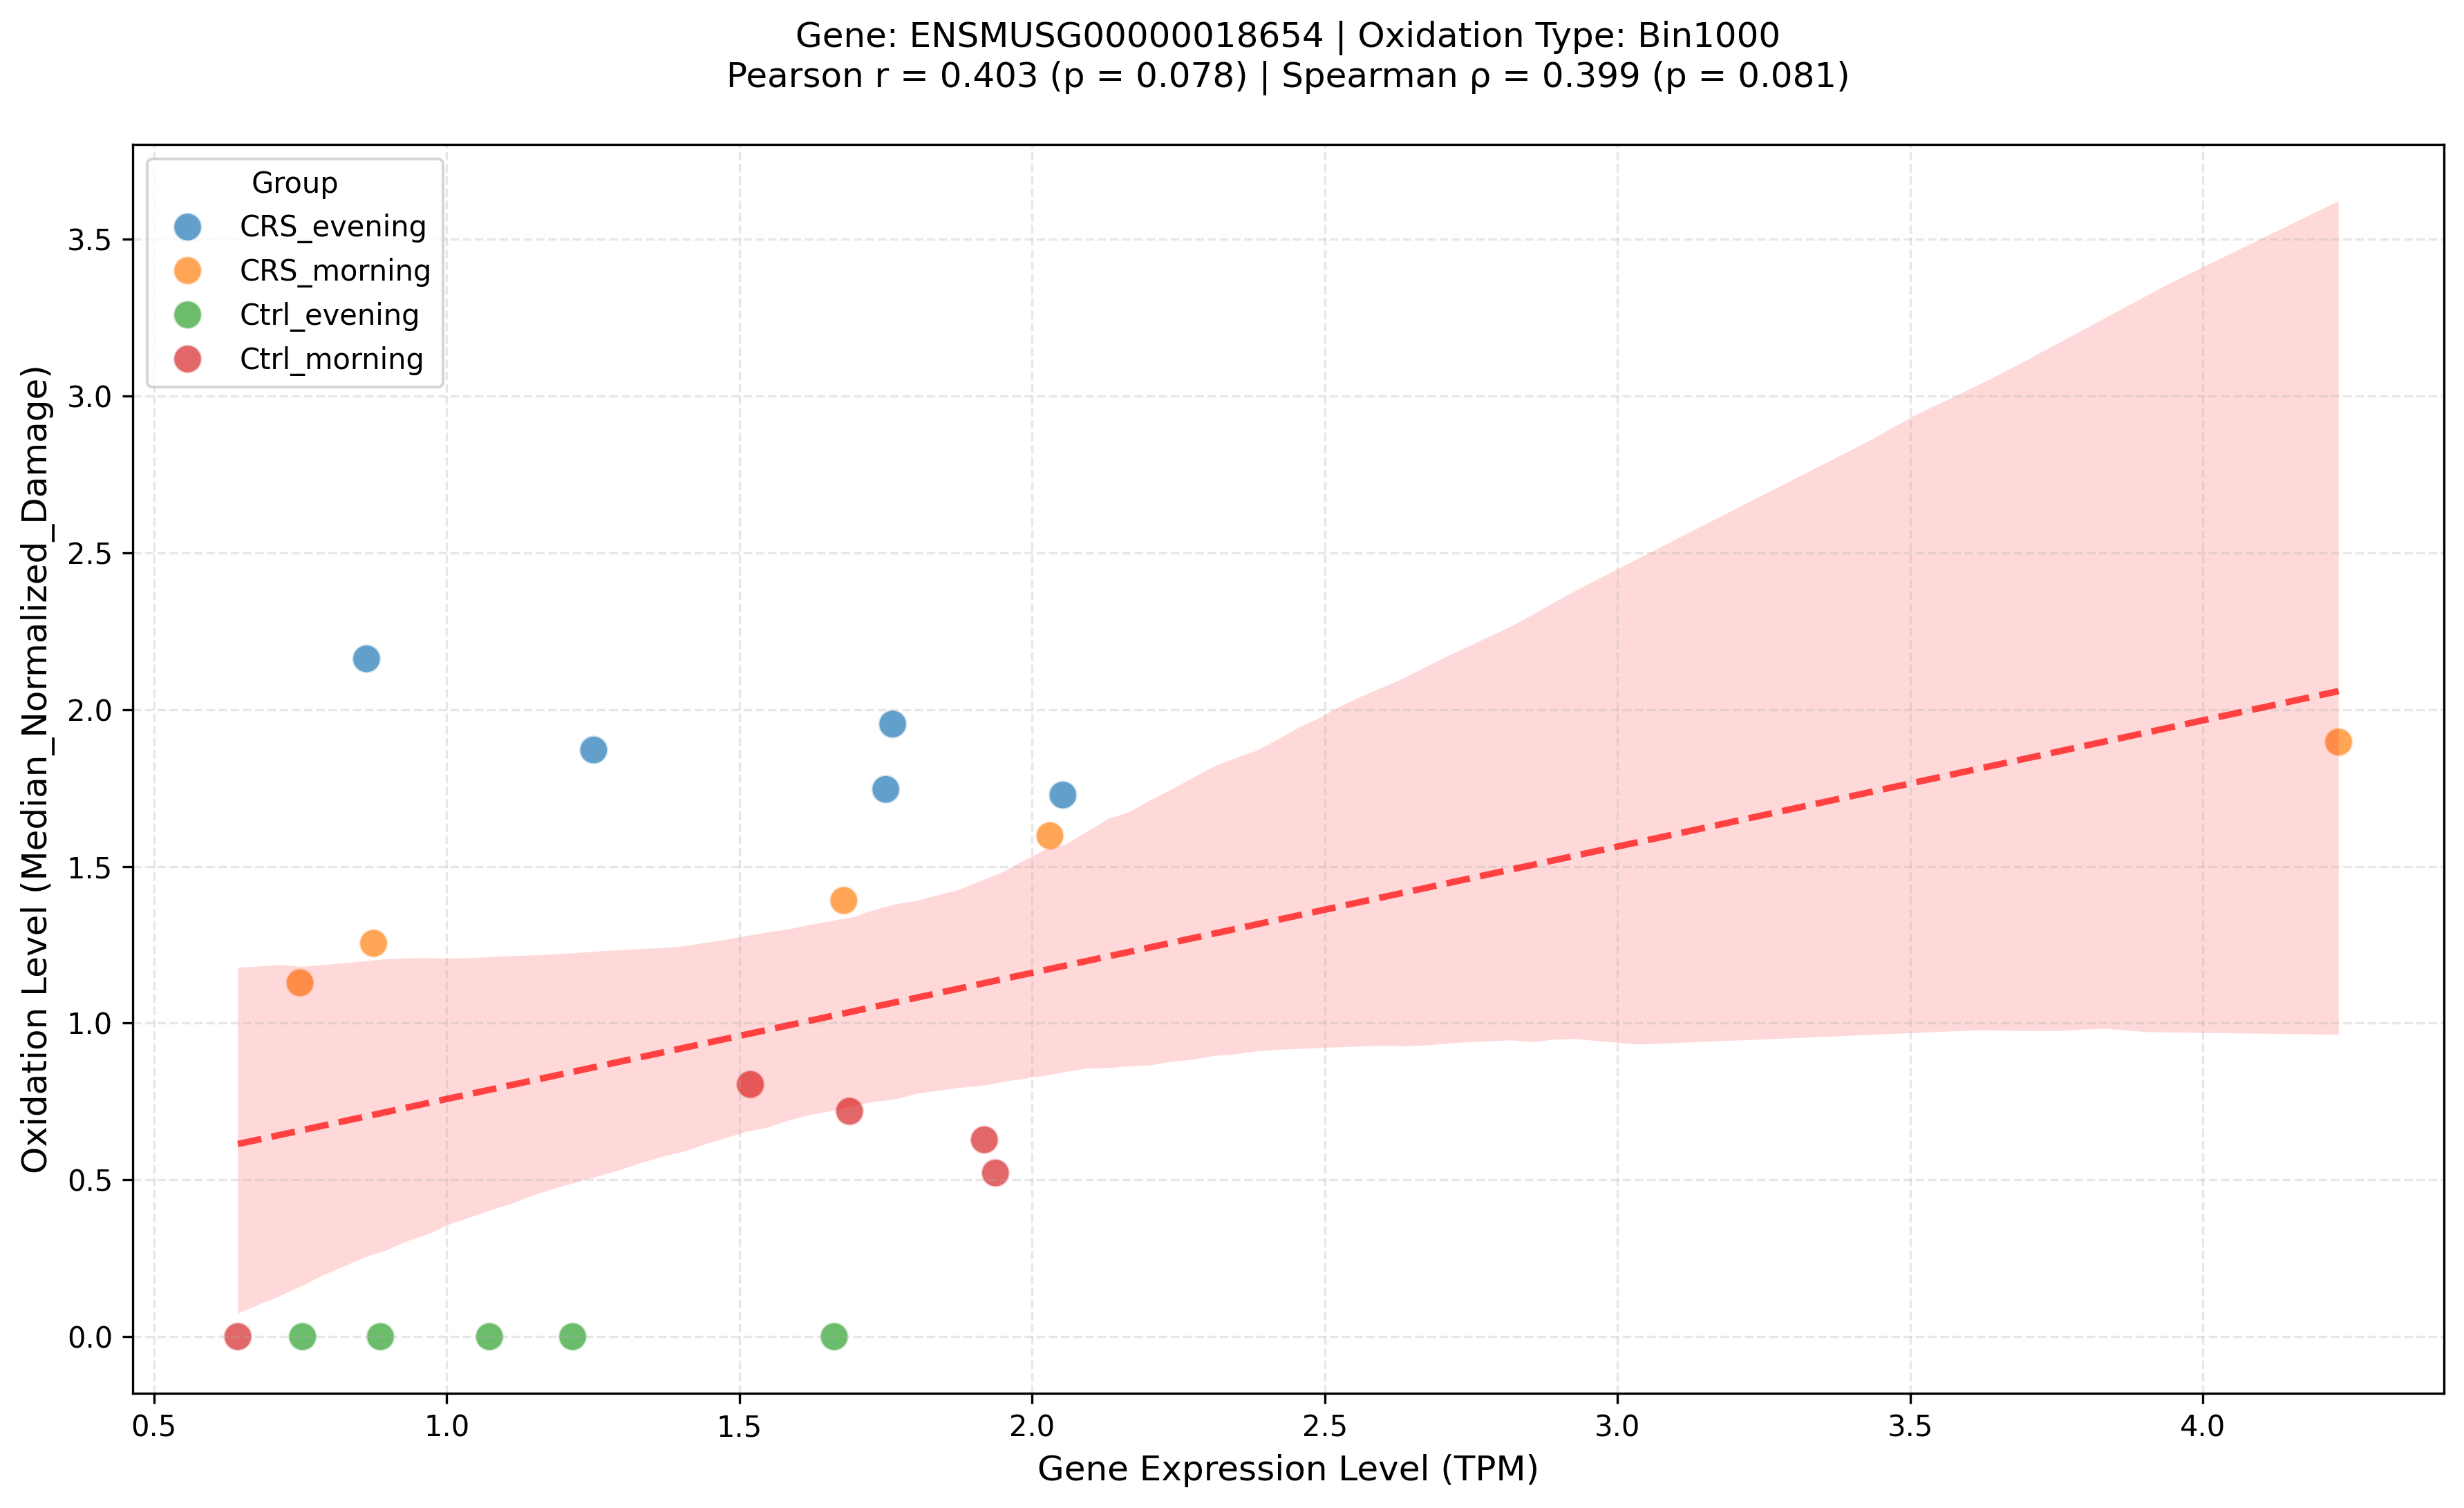 Gene: ENSMUSG00000018654 | Oxidation Type: Bin1000
Pearson r = 0.403 (p = 0.078) | Spearman ρ = 0.399 (p = 0.081)
Group
CRS_evening
CRS_morning
Ctrl_evening
Ctrl_morning
Oxidation Level (Median_Normalized_Damage)
3.5
3.0
2.5
2.0
1.5
1.0
0.5
0.0
0.5 1.0 1.5 2.0 2.5 3.0 3.5 4.0
Gene Expression Level (TPM)